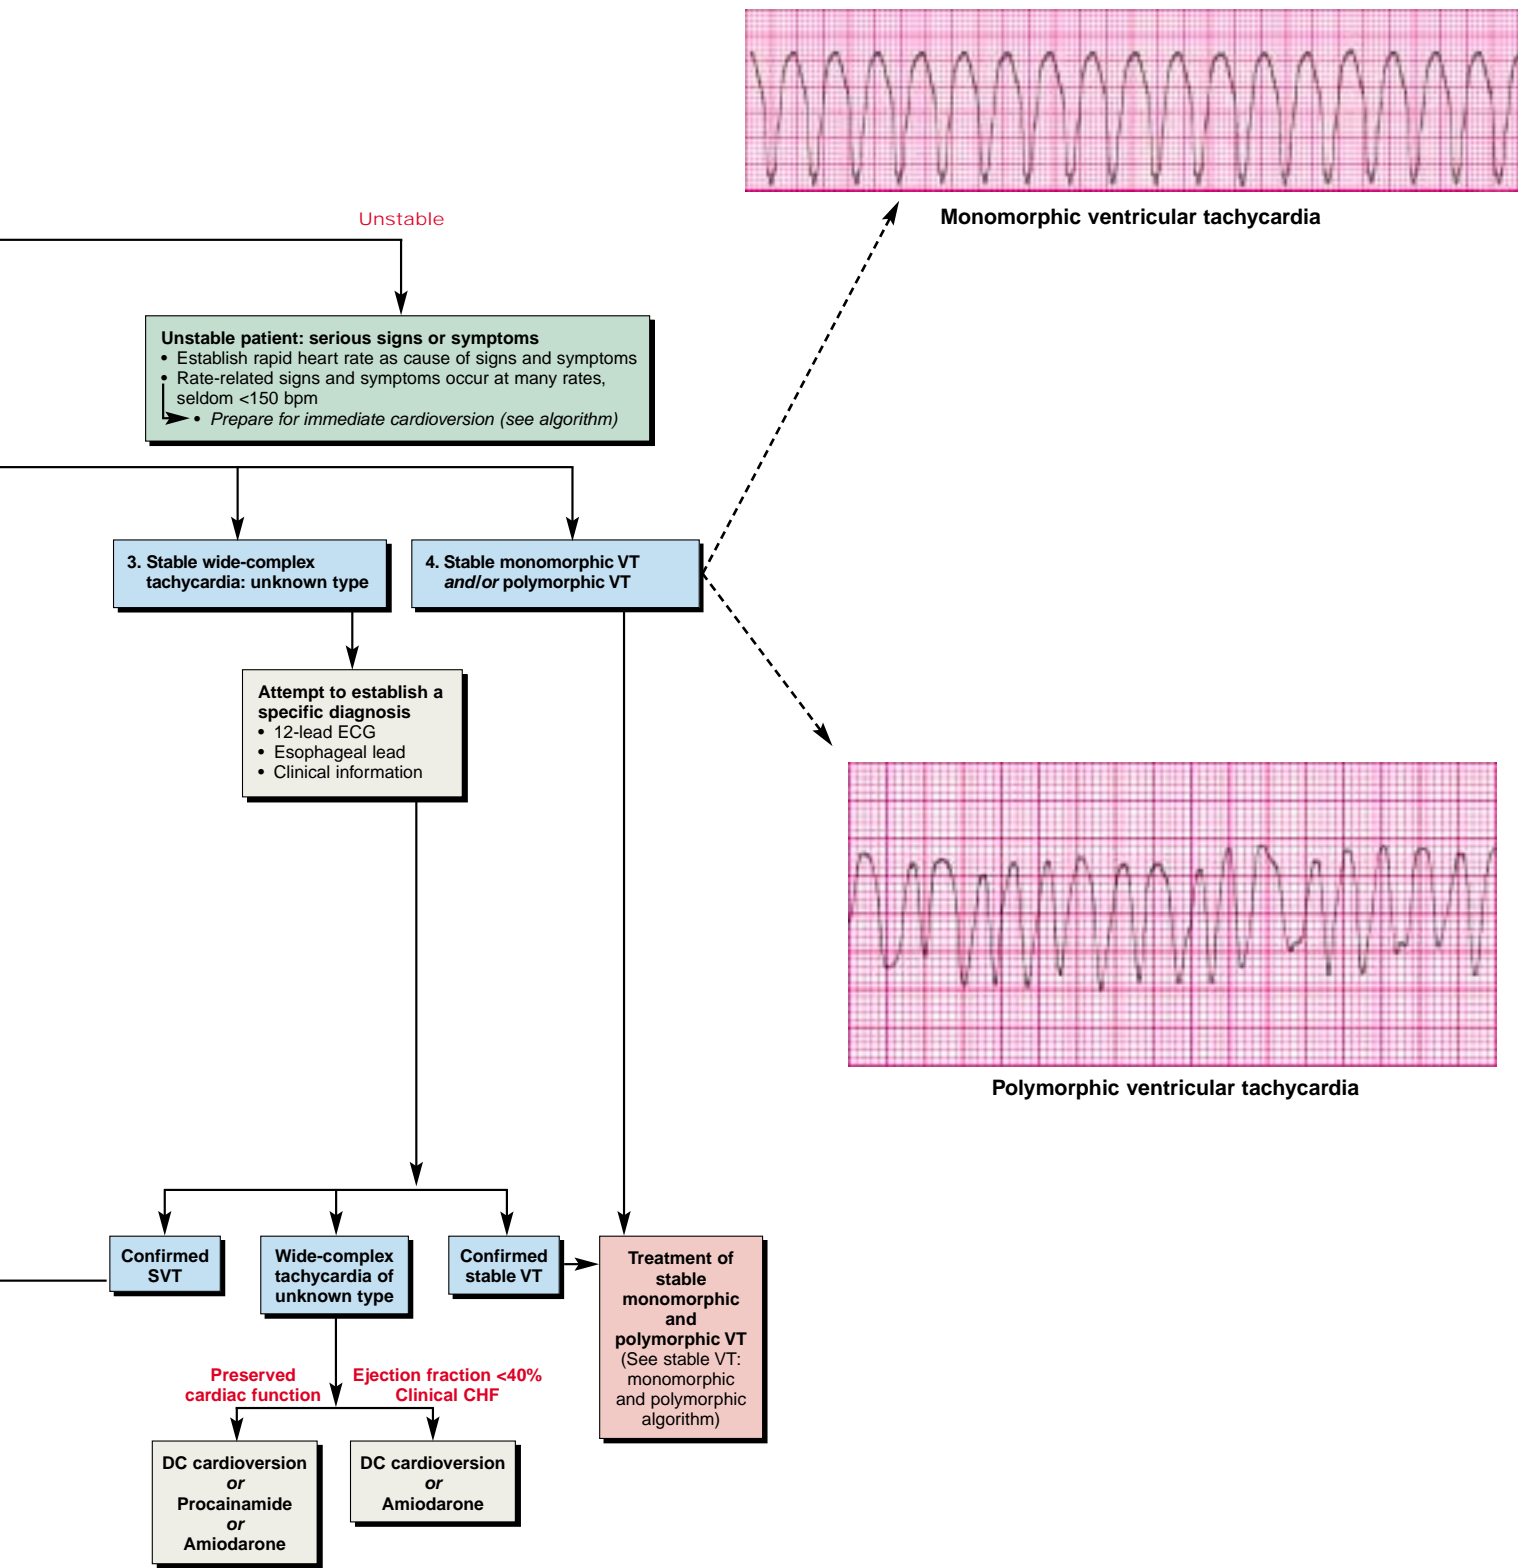 Monomorphic ventricular tachycardia
Unstable
Unstable patient: serious signs or symptoms
• Establish rapid heart rate as cause of signs and symptoms
• Rate-related signs and symptoms occur at many rates,
seldom <150 bpm
• Prepare for immediate cardioversion (see algorithm)
3. Stable wide-complex
tachycardia: unknown type
4. Stable monomorphic VT
and/or polymorphic VT
Attempt to establish a
specific diagnosis
• 12-lead ECG
• Esophageal lead
• Clinical information
Polymorphic ventricular tachycardia
Confirmed
SVT
Wide-complex
tachycardia of
unknown type
Confirmed
stable VT
Treatment of
stable
monomorphic
and
polymorphic VT
(See stable VT:
monomorphic
and polymorphic
algorithm)
Preserved
cardiac function
Ejection fraction <40%
Clinical CHF
DC cardioversion
or
Procainamide
or
Amiodarone
DC cardioversion
or
Amiodarone